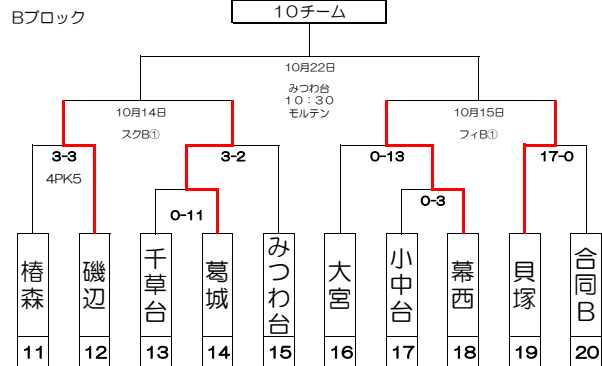 Bブロック
10チーム
10月22日
みつわ台
10:30
モルテン
10月14日
スクB①
10月15日
フィB①
3-3
3-2
0-13
17-0
4PK5
0-11
0-3
椿森
磯辺
千草台
葛城
みつわ台
大宮
小中台
幕西
貝塚
合同B
11
12
13
14
15
16
17
18
19
20